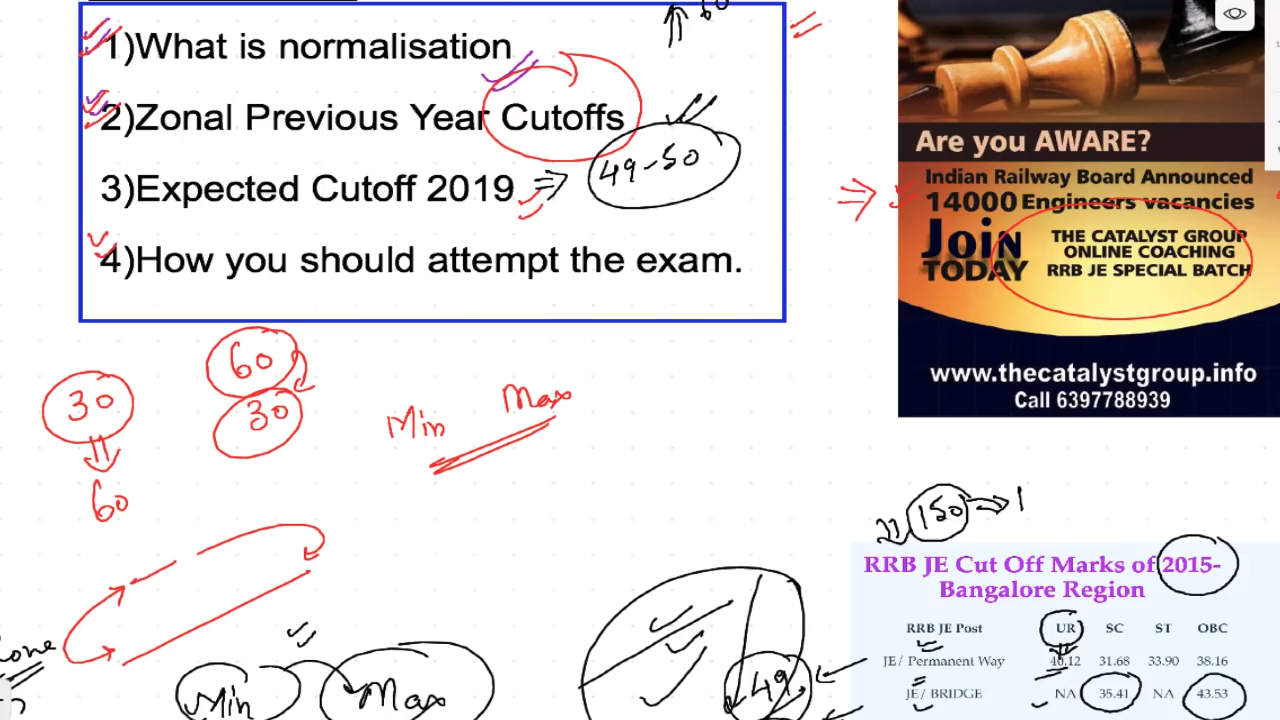 60
1)What is normalisation
2)Zonal Previous Year Cutoffs
3)Expected Cutoff 2019
49-50
4)How you should attempt the exam.
Are you AWARE?
Indian Railway Board Announced
14000 Engineers vacancies
Join
TODAY
THE CATALYST GROUP
ONLINE COACHING
RRB JE SPECIAL BATCH
www.thecatalystgroup.info
Call 6397788939
60
30
30
60
Min Max
150 1
RRB JE Cut Off Marks of 2015-
Bangalore Region
RRB JE Post UR SC ST OBC
JE/ Permanent Way 40.12 31.68 33.90 38.16
JE/ BRIDGE NA 35.41 NA 43.53
Min Max
49